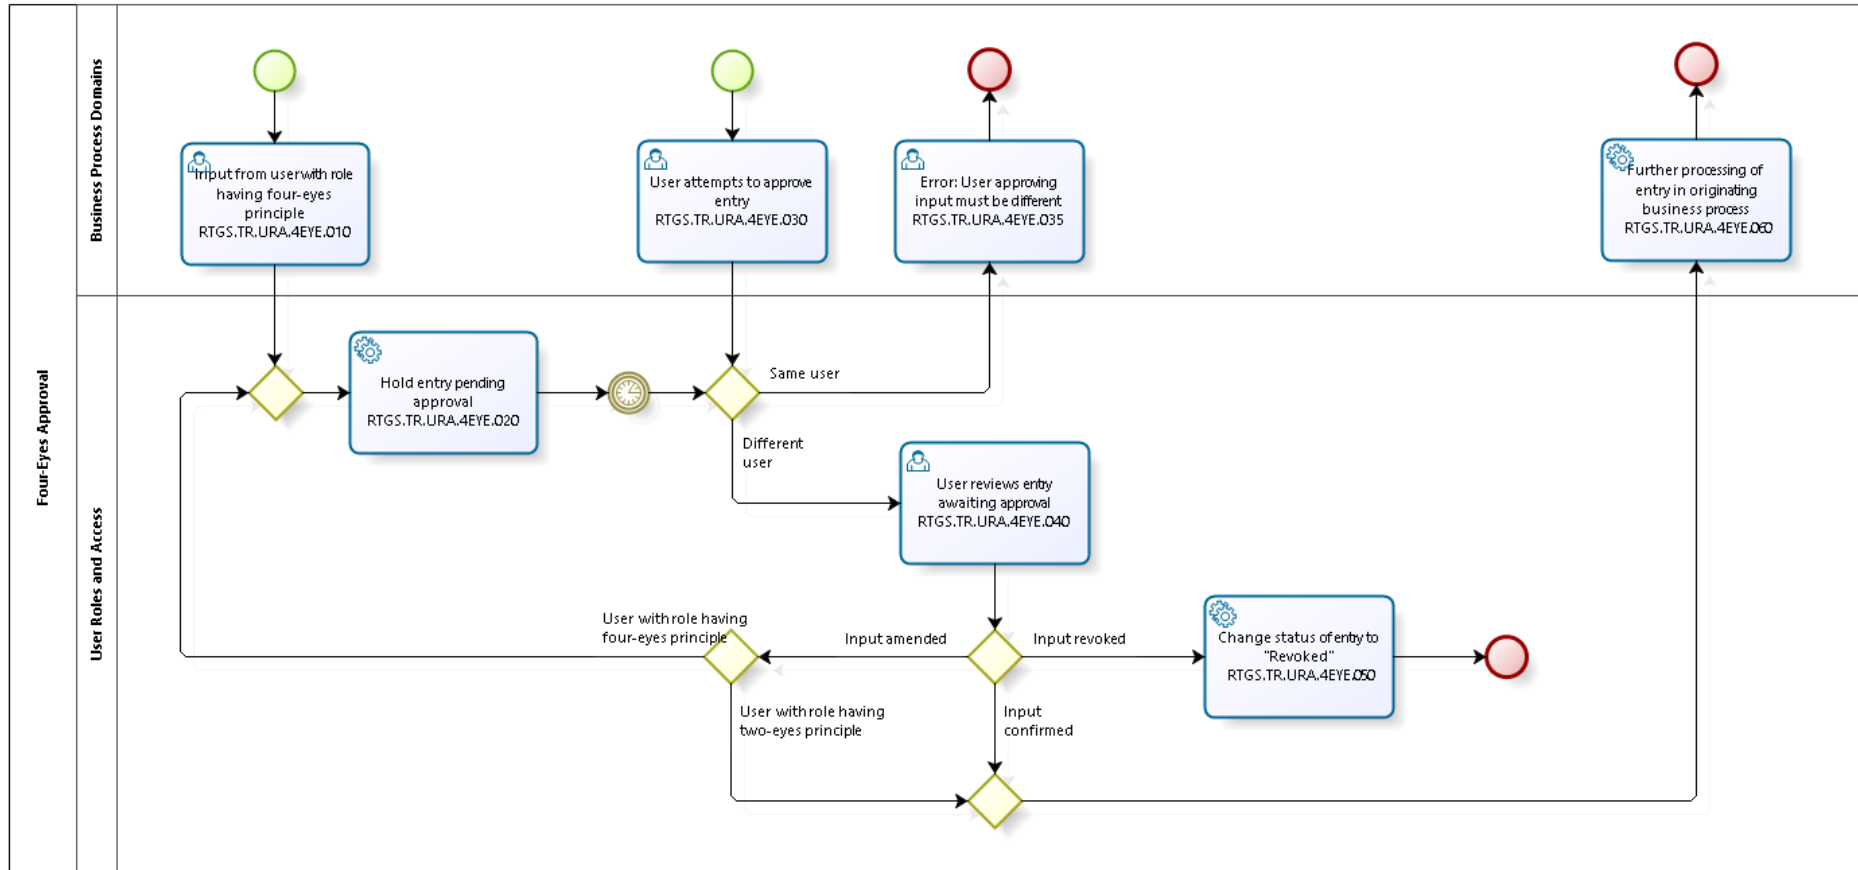 Four-Eyes Approval
Business Process Domains
Input from user with role
having four-eyes
principle
RTGS.TR.URA.4EYE.010
User attempts to approve
entry
RTGS.TR.URA.4EYE.030
Error: User approving
input must be different
RTGS.TR.URA.4EYE.035
Further processing of
entry in originating
business process
RTGS.TR.URA.4EYE.060
User Roles and Access
Hold entry pending
approval
RTGS.TR.URA.4EYE.020
Same user
Different
user
User reviews entry
awaiting approval
RTGS.TR.URA.4EYE.040
User with role having
four-eyes principle
Input amended
Input revoked
Change status of entry to
"Revoked"
RTGS.TR.URA.4EYE.050
User with role having
two-eyes principle
Input
confirmed